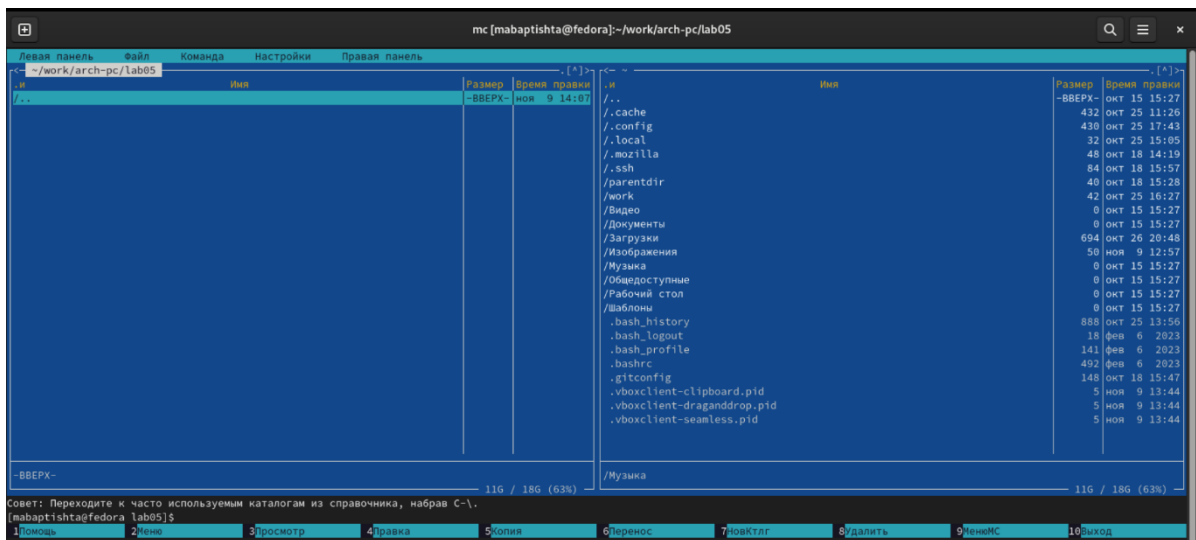 mc [mabaptishta@fedora]:~/work/arch-pc/lab05
Левая панель Файл Команда Настройки Правая панель
<— ~/work/arch-pc/lab05 .[^]>
.и Имя Размер Время правки
/.. -ВВЕРХ- ноя 9 14:07
-ВВЕРХ-
11G / 18G (63%)
<— ~ .[^]>
.и Имя Размер Время правки
/.. -ВВЕРХ- окт 15 15:27
/.cache 432 окт 25 11:26
/.config 430 окт 25 17:43
/.local 32 окт 25 15:05
/.mozilla 48 окт 18 14:19
/.ssh 84 окт 18 15:57
/parentdir 40 окт 18 15:28
/work 42 окт 25 16:27
/Видео 0 окт 15 15:27
/Документы 0 окт 15 15:27
/Загрузки 694 окт 26 20:48
/Изображения 50 ноя 9 12:57
/Музыка 0 окт 15 15:27
/Общедоступные 0 окт 15 15:27
/Рабочий стол 0 окт 15 15:27
/Шаблоны 0 окт 15 15:27
.bash_history 888 окт 25 13:56
.bash_logout 18 фев 6 2023
.bash_profile 141 фев 6 2023
.bashrc 492 фев 6 2023
.gitconfig 148 окт 18 15:47
.vboxclient-clipboard.pid 5 ноя 9 13:44
.vboxclient-draganddrop.pid 5 ноя 9 13:44
.vboxclient-seamless.pid 5 ноя 9 13:44
/Музыка
11G / 18G (63%)
Совет: Переходите к часто используемым каталогам из справочника, набрав C-\.
[mabaptishta@fedora lab05]$
1Помощь 2Меню 3Просмотр 4Правка 5Копия 6Перенос 7НовКтлг 8Удалить 9МенюMC 10Выход